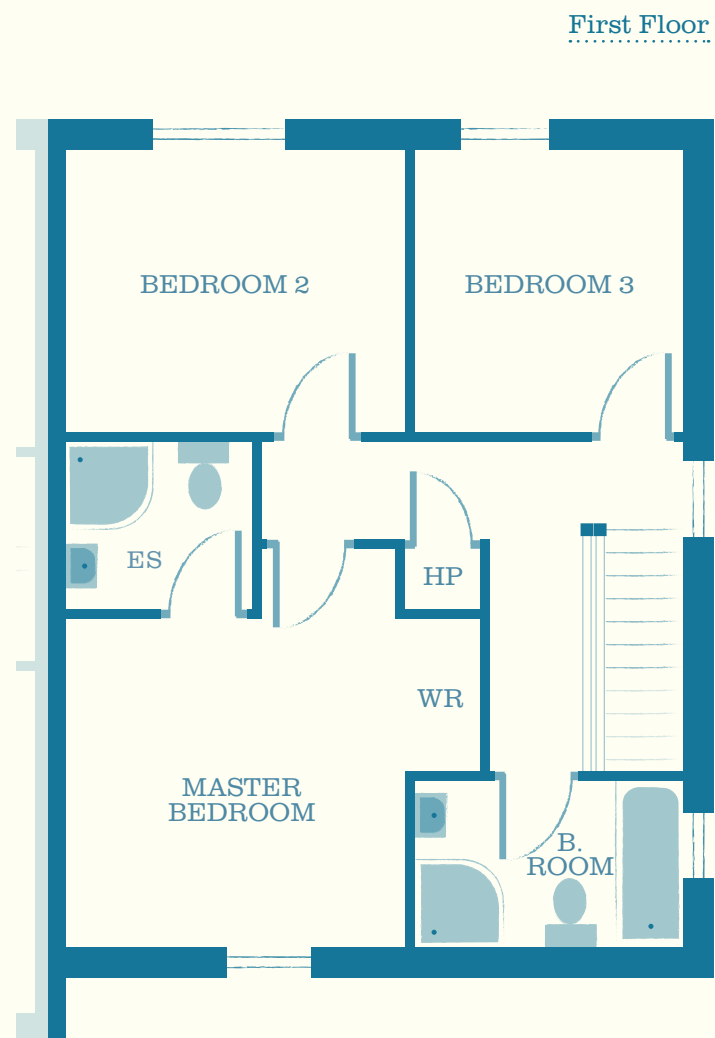 First Floor
BEDROOM 2
BEDROOM 3
ES
HP
WR
MASTER
BEDROOM
B.
ROOM